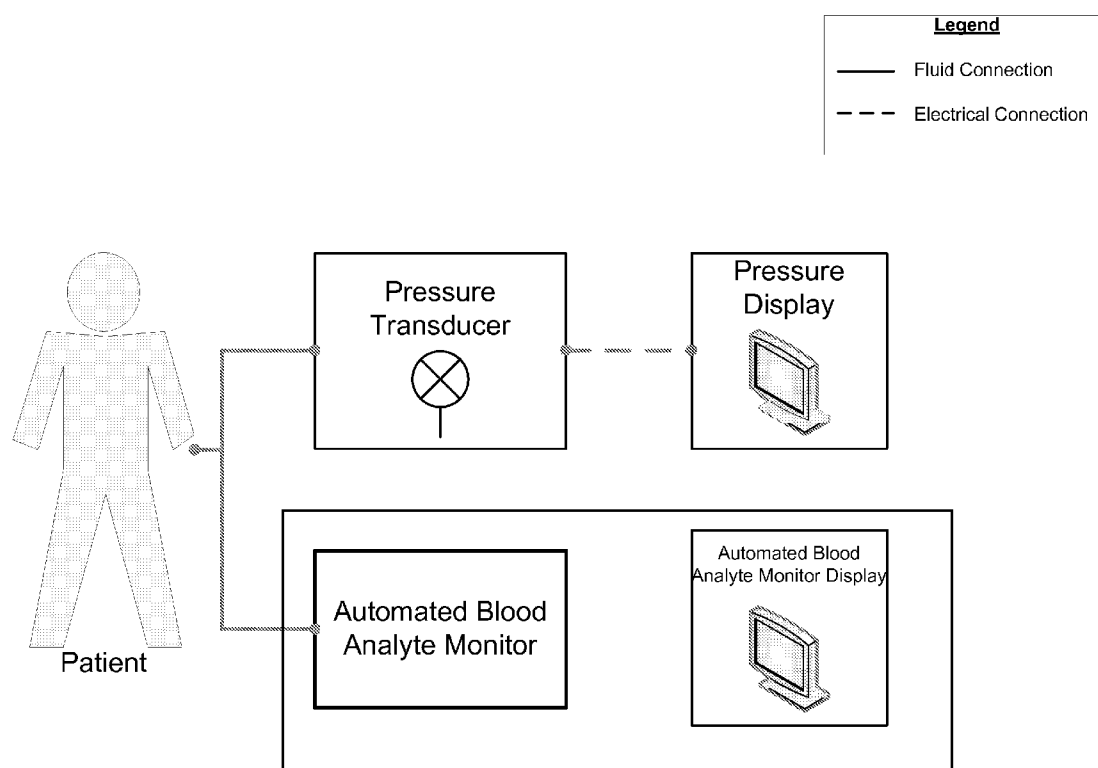 Legend
Fluid Connection
Electrical Connection
Pressure
Transducer
Pressure
Display
Automated Blood
Analyte Monitor
Automated Blood
Analyte Monitor Display
Patient